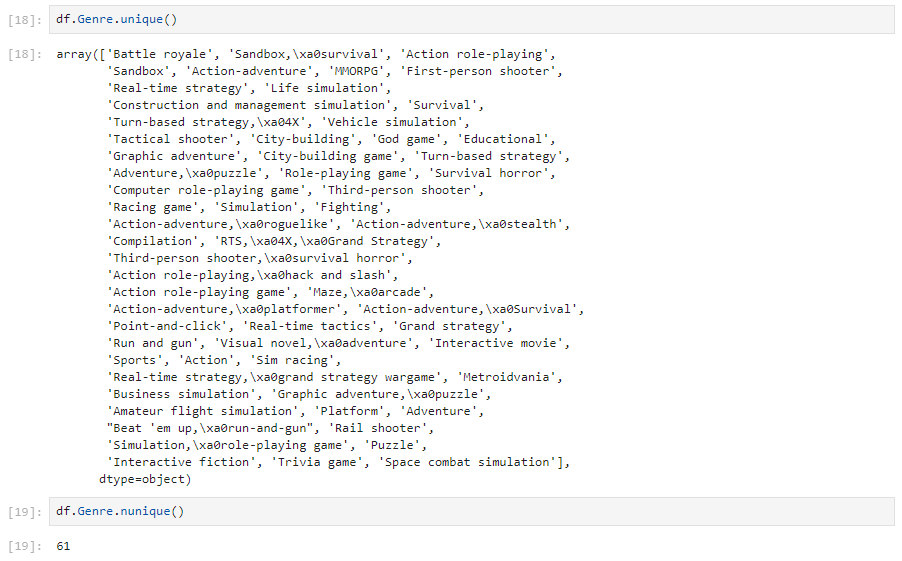 [18]: df.Genre.unique()
[18]: array(['Battle royale', 'Sandbox,\xa0survival', 'Action role-playing',
'Sandbox', 'Action-adventure', 'MMORPG', 'First-person shooter',
'Real-time strategy', 'Life simulation',
'Construction and management simulation', 'Survival',
'Turn-based strategy,\xa04X', 'Vehicle simulation',
'Tactical shooter', 'City-building', 'God game', 'Educational',
'Graphic adventure', 'City-building game', 'Turn-based strategy',
'Adventure,\xa0puzzle', 'Role-playing game', 'Survival horror',
'Computer role-playing game', 'Third-person shooter',
'Racing game', 'Simulation', 'Fighting',
'Action-adventure,\xa0roguelike', 'Action-adventure,\xa0stealth',
'Compilation', 'RTS,\xa04X,\xa0Grand Strategy',
'Third-person shooter,\xa0survival horror',
'Action role-playing,\xa0hack and slash',
'Action role-playing game', 'Maze,\xa0arcade',
'Action-adventure,\xa0platformer', 'Action-adventure,\xa0Survival',
'Point-and-click', 'Real-time tactics', 'Grand strategy',
'Run and gun', 'Visual novel,\xa0adventure', 'Interactive movie',
'Sports', 'Action', 'Sim racing',
'Real-time strategy,\xa0grand strategy wargame', 'Metroidvania',
'Business simulation', 'Graphic adventure,\xa0puzzle',
'Amateur flight simulation', 'Platform', 'Adventure',
"Beat 'em up,\xa0run-and-gun", 'Rail shooter',
'Simulation,\xa0role-playing game', 'Puzzle',
'Interactive fiction', 'Trivia game', 'Space combat simulation'],
dtype=object)
[19]: df.Genre.nunique()
[19]: 61